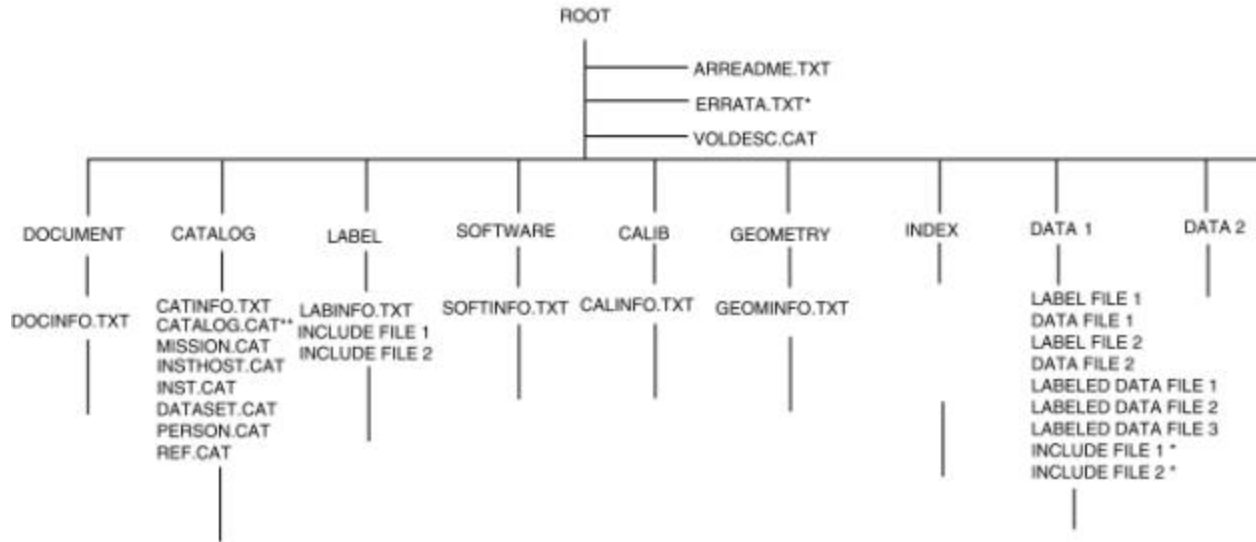 ROOT
ARREADME.TXT
ERRATA.TXT*
VOLDESC.CAT
DOCUMENT
DOCINFO.TXT
CATALOG
CATINFO.TXT
CATALOG.CAT**
MISSION.CAT
INSTHOST.CAT
INST.CAT
DATASET.CAT
PERSON.CAT
REF.CAT
LABEL
LABINFO.TXT
INCLUDE FILE 1
INCLUDE FILE 2
SOFTWARE
SOFTINFO.TXT
CALIB
CALINFO.TXT
GEOMETRY
GEOMINFO.TXT
INDEX
DATA 1
LABEL FILE 1
DATA FILE 1
LABEL FILE 2
DATA FILE 2
LABELED DATA FILE 1
LABELED DATA FILE 2
LABELED DATA FILE 3
INCLUDE FILE 1 *
INCLUDE FILE 2 *
DATA 2